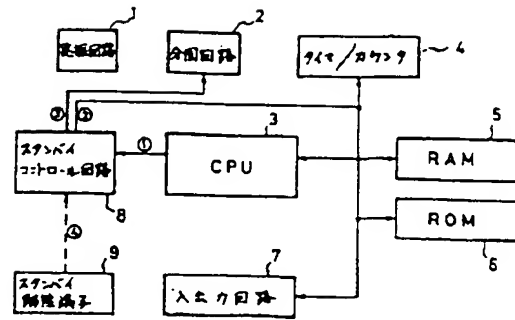 1
2
4
発振回路
分周回路
タイマ/カウンタ
②
③
3
5
スタンバイ
コントロール回路
①
CPU
RAM
8
ROM
④
6
9
7
スタンバイ
解除端子
入出力回路